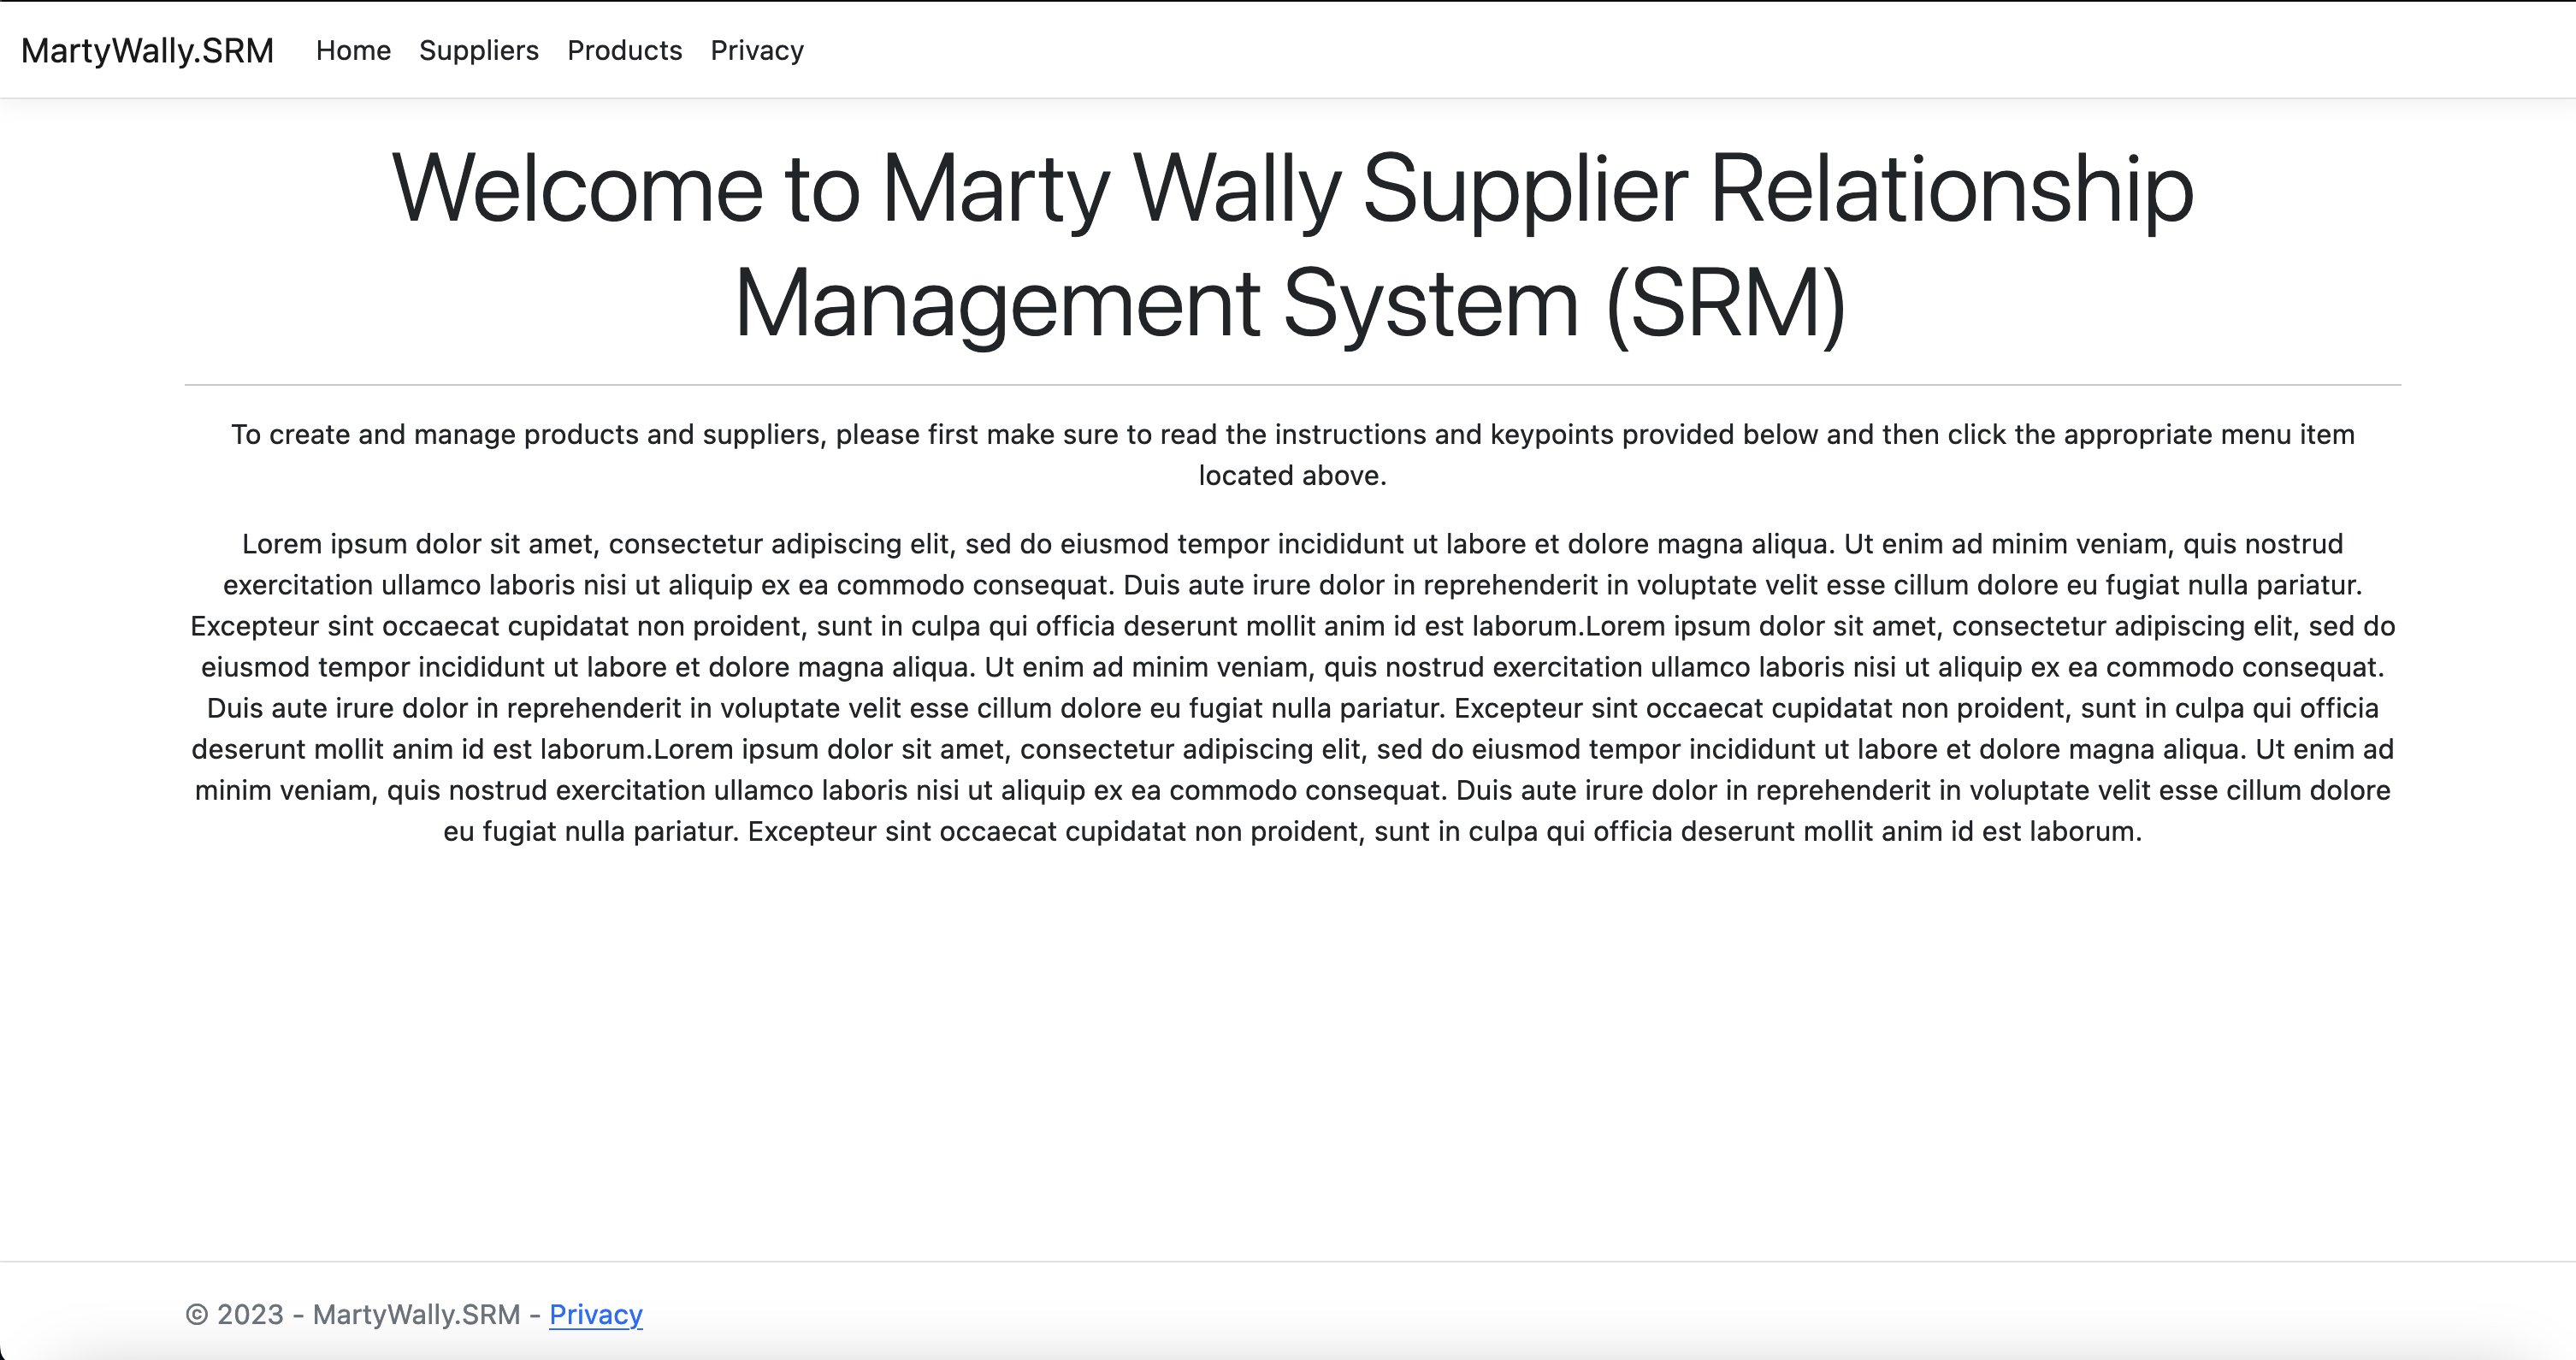 MartyWally.SRM Home Suppliers Products Privacy
Welcome to Marty Wally Supplier Relationship
Management System (SRM)
To create and manage products and suppliers, please first make sure to read the instructions and keypoints provided below and then click the appropriate menu item
located above.
Lorem ipsum dolor sit amet, consectetur adipiscing elit, sed do eiusmod tempor incididunt ut labore et dolore magna aliqua. Ut enim ad minim veniam, quis nostrud
exercitation ullamco laboris nisi ut aliquip ex ea commodo consequat. Duis aute irure dolor in reprehenderit in voluptate velit esse cillum dolore eu fugiat nulla pariatur.
Excepteur sint occaecat cupidatat non proident, sunt in culpa qui officia deserunt mollit anim id est laborum.Lorem ipsum dolor sit amet, consectetur adipiscing elit, sed do
eiusmod tempor incididunt ut labore et dolore magna aliqua. Ut enim ad minim veniam, quis nostrud exercitation ullamco laboris nisi ut aliquip ex ea commodo consequat.
Duis aute irure dolor in reprehenderit in voluptate velit esse cillum dolore eu fugiat nulla pariatur. Excepteur sint occaecat cupidatat non proident, sunt in culpa qui officia
deserunt mollit anim id est laborum.Lorem ipsum dolor sit amet, consectetur adipiscing elit, sed do eiusmod tempor incididunt ut labore et dolore magna aliqua. Ut enim ad
minim veniam, quis nostrud exercitation ullamco laboris nisi ut aliquip ex ea commodo consequat. Duis aute irure dolor in reprehenderit in voluptate velit esse cillum dolore
eu fugiat nulla pariatur. Excepteur sint occaecat cupidatat non proident, sunt in culpa qui officia deserunt mollit anim id est laborum.
© 2023 - MartyWally.SRM - Privacy